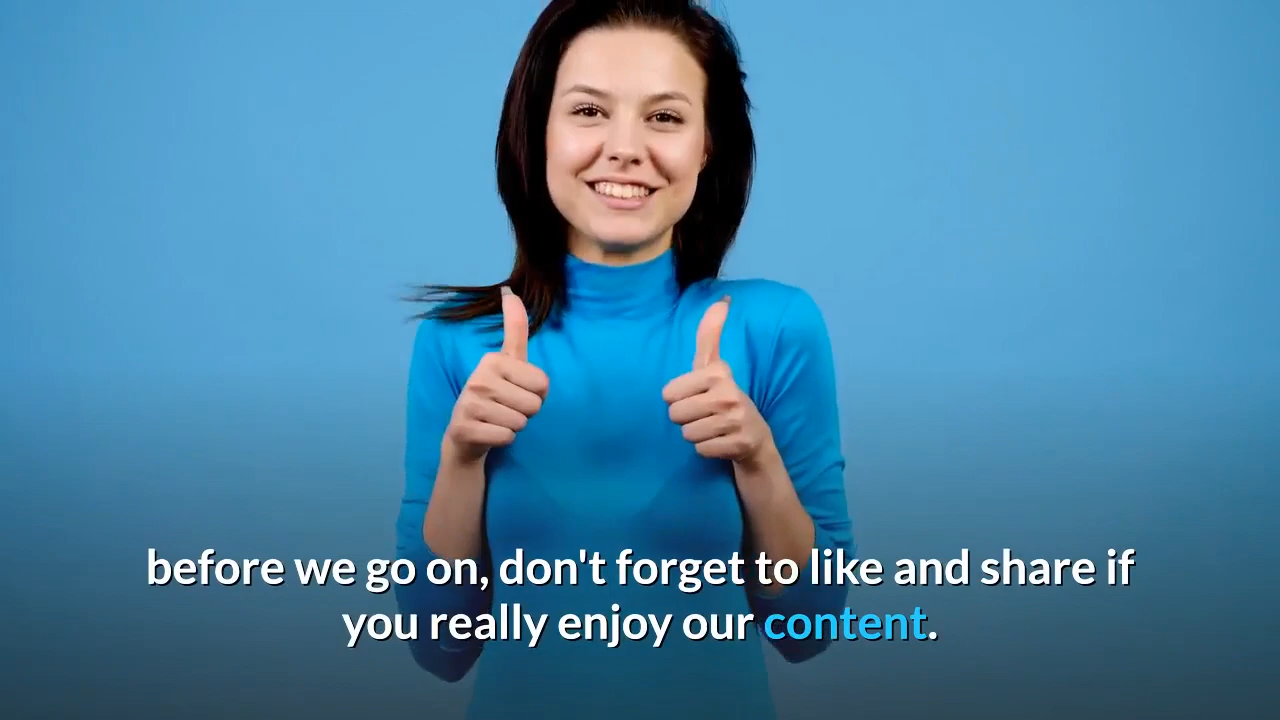 before we go on, don't forget to like and share if
you really enjoy our content.